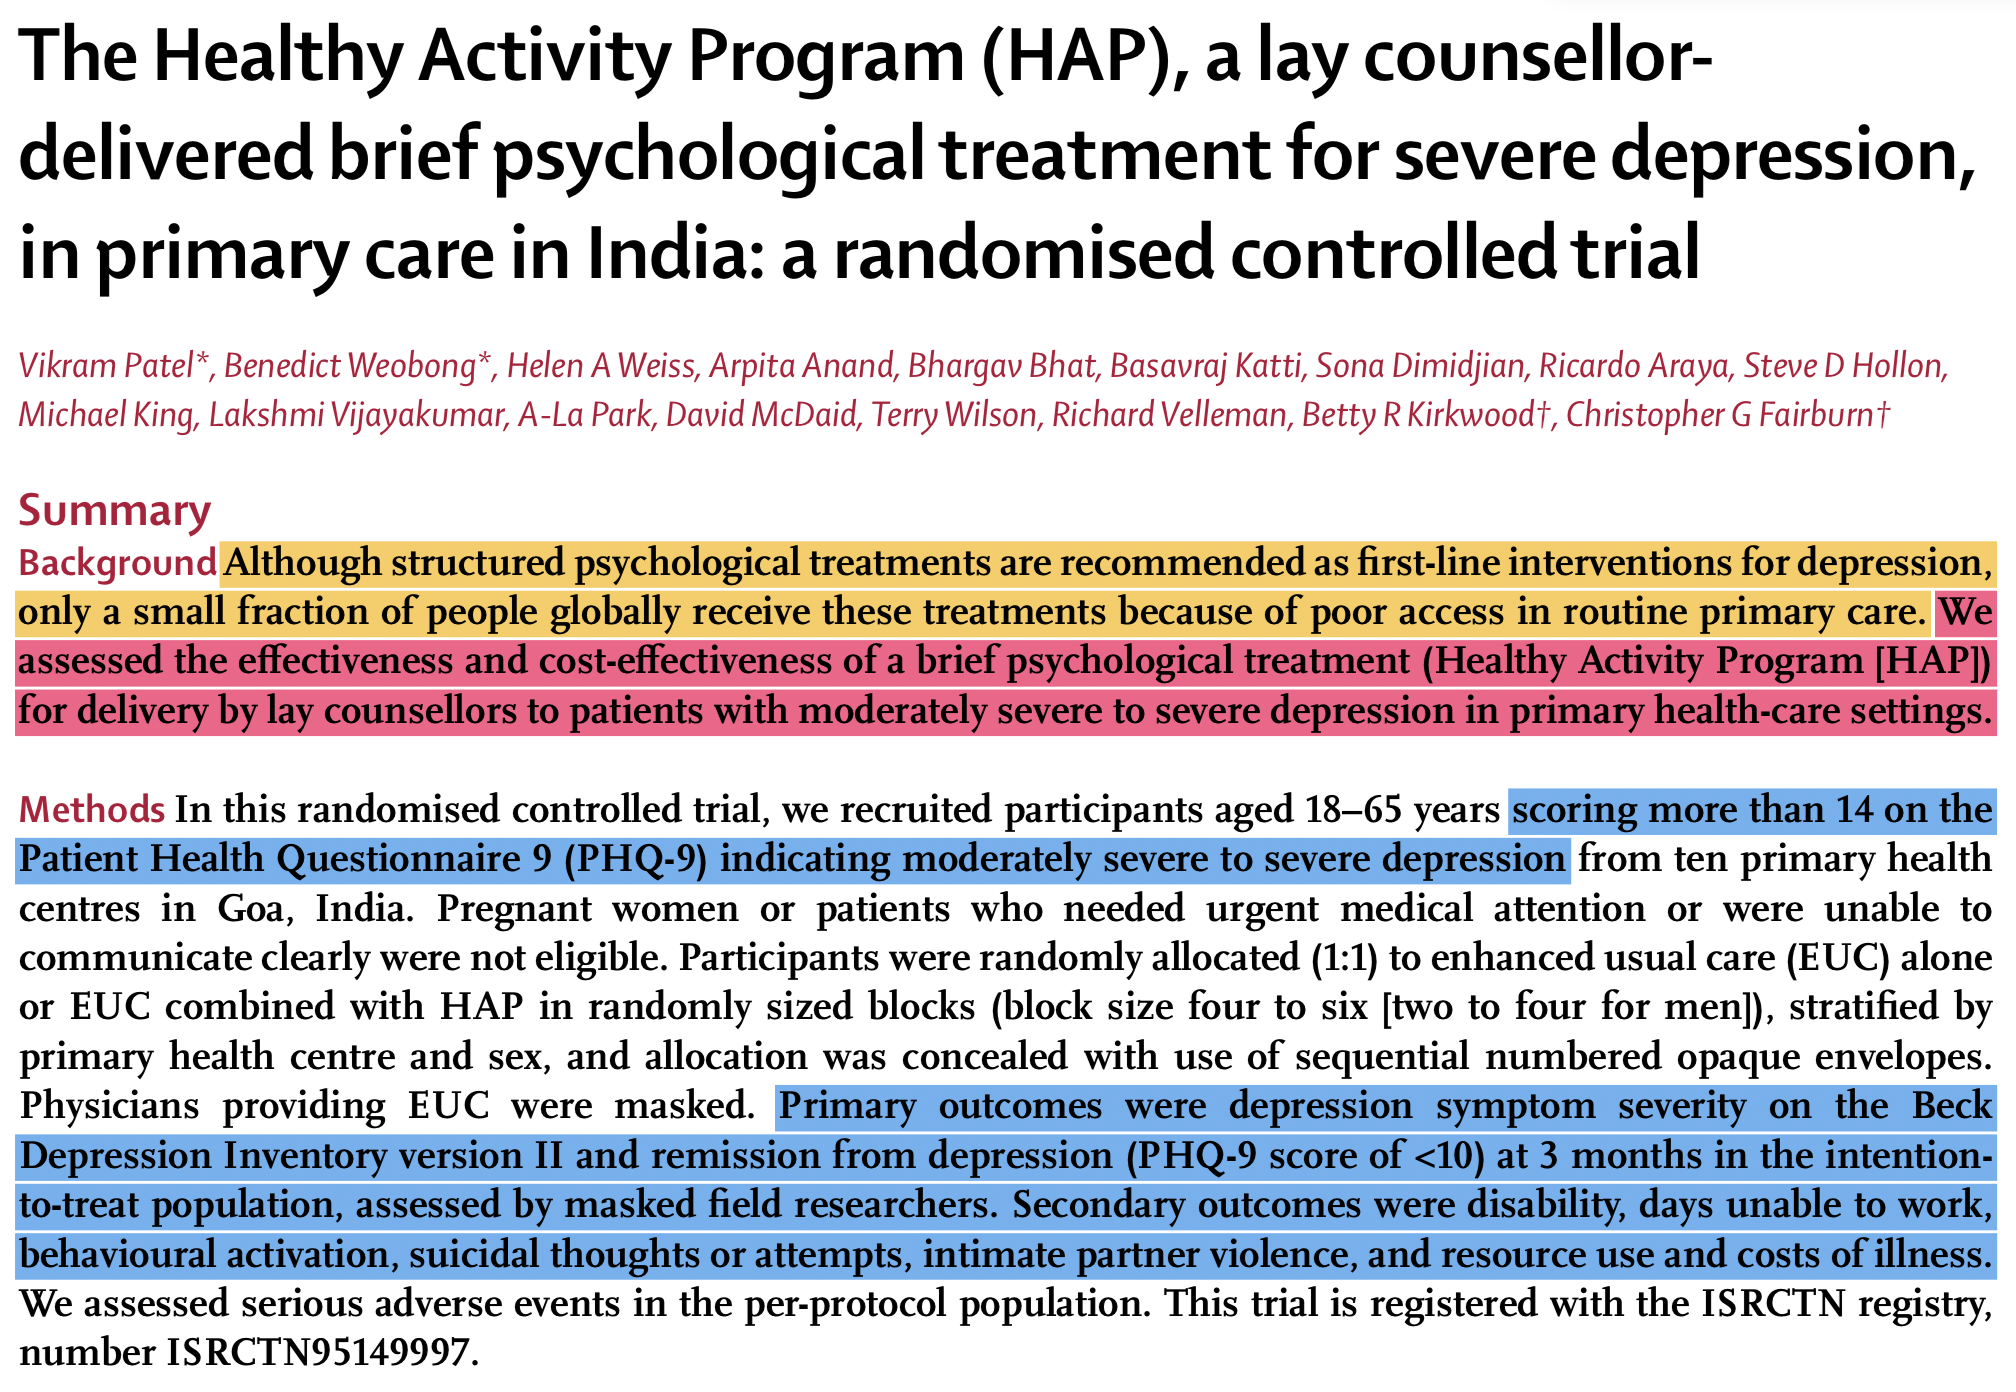 The Healthy Activity Program (HAP), a lay counsellor-
delivered brief psychological treatment for severe depression,
in primary care in India: a randomised controlled trial
Vikram Patel*, Benedict Weobong*, Helen A Weiss, Arpita Anand, Bhargav Bhat, Basavraj Katti, Sona Dimidjian, Ricardo Araya, Steve D Hollon,
Michael King, Lakshmi Vijayakumar, A-La Park, David McDaid, Terry Wilson, Richard Velleman, Betty R Kirkwood†, Christopher G Fairburn†
Summary
Background Although structured psychological treatments are recommended as first-line interventions for depression,
only a small fraction of people globally receive these treatments because of poor access in routine primary care. We
assessed the effectiveness and cost-effectiveness of a brief psychological treatment (Healthy Activity Program [HAP])
for delivery by lay counsellors to patients with moderately severe to severe depression in primary health-care settings.
Methods In this randomised controlled trial, we recruited participants aged 18–65 years scoring more than 14 on the
Patient Health Questionnaire 9 (PHQ-9) indicating moderately severe to severe depression from ten primary health
centres in Goa, India. Pregnant women or patients who needed urgent medical attention or were unable to
communicate clearly were not eligible. Participants were randomly allocated (1:1) to enhanced usual care (EUC) alone
or EUC combined with HAP in randomly sized blocks (block size four to six [two to four for men]), stratified by
primary health centre and sex, and allocation was concealed with use of sequential numbered opaque envelopes.
Physicians providing EUC were masked. Primary outcomes were depression symptom severity on the Beck
Depression Inventory version II and remission from depression (PHQ-9 score of <10) at 3 months in the intention-
to-treat population, assessed by masked field researchers. Secondary outcomes were disability, days unable to work,
behavioural activation, suicidal thoughts or attempts, intimate partner violence, and resource use and costs of illness.
We assessed serious adverse events in the per-protocol population. This trial is registered with the ISRCTN registry,
number ISRCTN95149997.